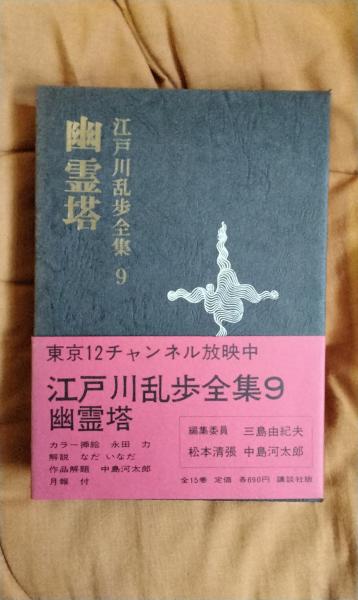 江戸川乱歩全集 9
幽霊塔
東京12チャンネル放映中
江戸川乱歩全集9
幽霊塔
カラー挿絵 永田 力
解説 なだ いなだ
作品解題 中島河太郎
月報 付
編集委員 三島由紀夫
松本清張 中島河太郎
全15巻 定価 各690円 講談社版